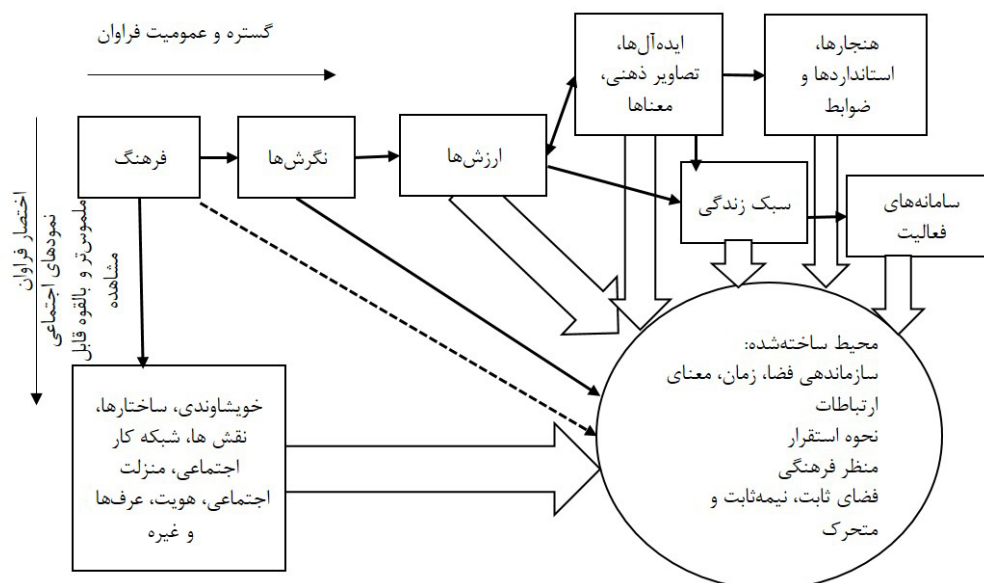 گستره و عمومیت فراوان
ایده‌آل‌ها،
تصاویر ذهنی،
معناها
هنجارها،
استانداردها و
ضوابط
فرهنگ
نگرش‌ها
ارزش‌ها
سبک زندگی
سامانه‌های
فعالیت
اختصار فراوان
نمودهای اجتماعی
ملموس‌تر و بالقوه قابل
مشاهده
خویشاوندی، ساختارها،
نقش ها، شبکه کار
اجتماعی، منزلت
اجتماعی، هویت، عرف‌ها
و غیره
محیط ساخته‌شده:
سازماندهی فضا، زمان، معنای
ارتباطات
نحوه استقرار
منظر فرهنگی
فضای ثابت، نیمه‌ثابت و
متحرک